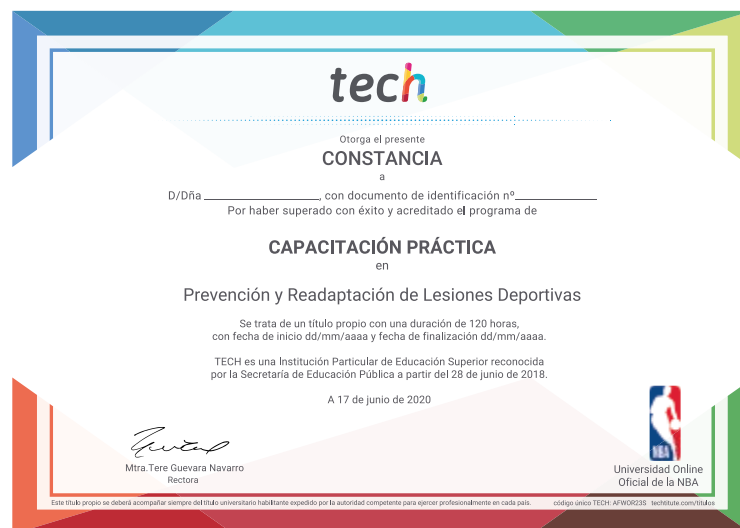 tech
Otorga el presente
CONSTANCIA
a
D/Dña ____________________, con documento de identificación nº______________
Por haber superado con éxito y acreditado el programa de
CAPACITACIÓN PRÁCTICA
en
Prevención y Readaptación de Lesiones Deportivas
Se trata de un título propio con una duración de 120 horas,
con fecha de inicio dd/mm/aaaa y fecha de finalización dd/mm/aaaa.
TECH es una Institución Particular de Educación Superior reconocida
por la Secretaría de Educación Pública a partir del 28 de junio de 2018.
A 17 de junio de 2020
Mtra.Tere Guevara Navarro
Rectora
NBA
Universidad Online
Oficial de la NBA
Este título propio se deberá acompañar siempre del título universitario habilitante expedido por la autoridad competente para ejercer profesionalmente en cada país. código único TECH: AFWOR23S techtitute.com/títulos